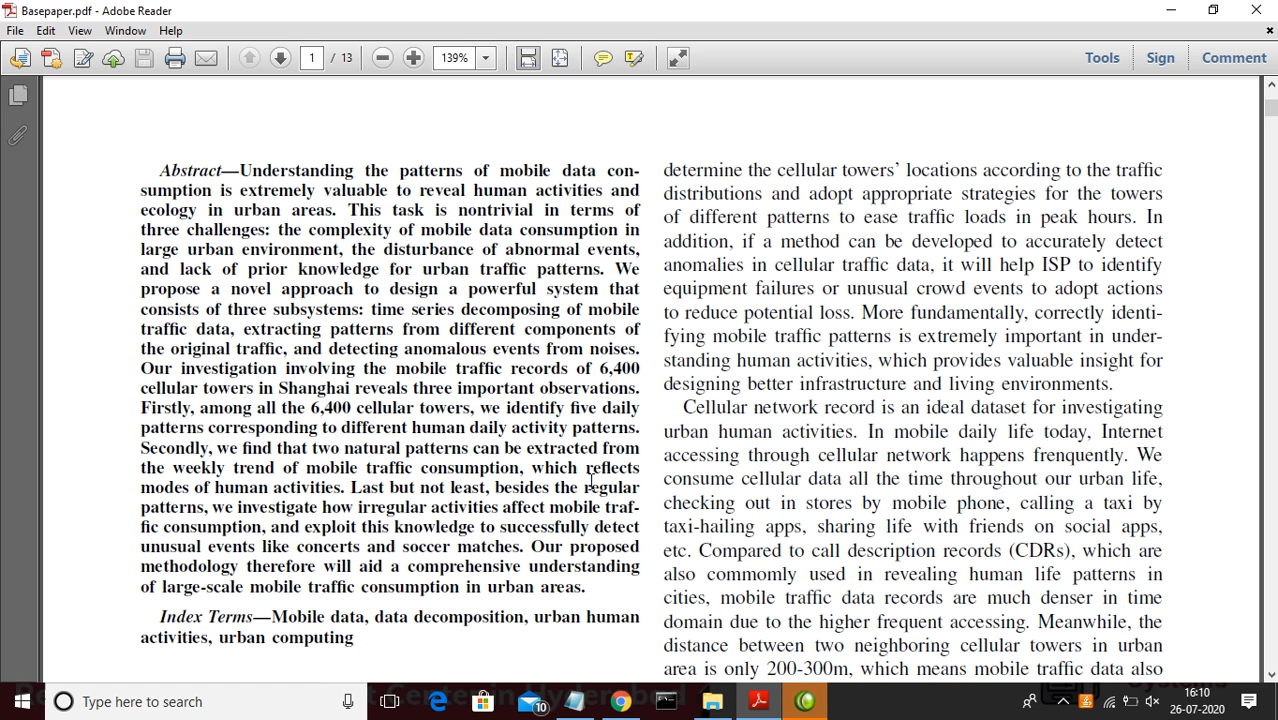 Basepaper.pdf - Adobe Reader
File Edit View Window Help
1 / 13 139% Tools Sign Comment
Abstract—Understanding the patterns of mobile data con-
sumption is extremely valuable to reveal human activities and
ecology in urban areas. This task is nontrivial in terms of
three challenges: the complexity of mobile data consumption in
large urban environment, the disturbance of abnormal events,
and lack of prior knowledge for urban traffic patterns. We
propose a novel approach to design a powerful system that
consists of three subsystems: time series decomposing of mobile
traffic data, extracting patterns from different components of
the original traffic, and detecting anomalous events from noises.
Our investigation involving the mobile traffic records of 6,400
cellular towers in Shanghai reveals three important observations.
Firstly, among all the 6,400 cellular towers, we identify five daily
patterns corresponding to different human daily activity patterns.
Secondly, we find that two natural patterns can be extracted from
the weekly trend of mobile traffic consumption, which reflects
modes of human activities. Last but not least, besides the regular
patterns, we investigate how irregular activities affect mobile traf-
fic consumption, and exploit this knowledge to successfully detect
unusual events like concerts and soccer matches. Our proposed
methodology therefore will aid a comprehensive understanding
of large-scale mobile traffic consumption in urban areas.
Index Terms—Mobile data, data decomposition, urban human
activities, urban computing
determine the cellular towers' locations according to the traffic
distributions and adopt appropriate strategies for the towers
of different patterns to ease traffic loads in peak hours. In
addition, if a method can be developed to accurately detect
anomalies in cellular traffic data, it will help ISP to identify
equipment failures or unusual crowd events to adopt actions
to reduce potential loss. More fundamentally, correctly identi-
fying mobile traffic patterns is extremely important in under-
standing human activities, which provides valuable insight for
designing better infrastructure and living environments.
Cellular network record is an ideal dataset for investigating
urban human activities. In mobile daily life today, Internet
accessing through cellular network happens frenquently. We
consume cellular data all the time throughout our urban life,
checking out in stores by mobile phone, calling a taxi by
taxi-hailing apps, sharing life with friends on social apps,
etc. Compared to call description records (CDRs), which are
also commomly used in revealing human life patterns in
cities, mobile traffic data records are much denser in time
domain due to the higher frequent accessing. Meanwhile, the
distance between two neighboring cellular towers in urban
area is only 200-300m, which means mobile traffic data also
Type here to search
10
16:10
26-07-2020